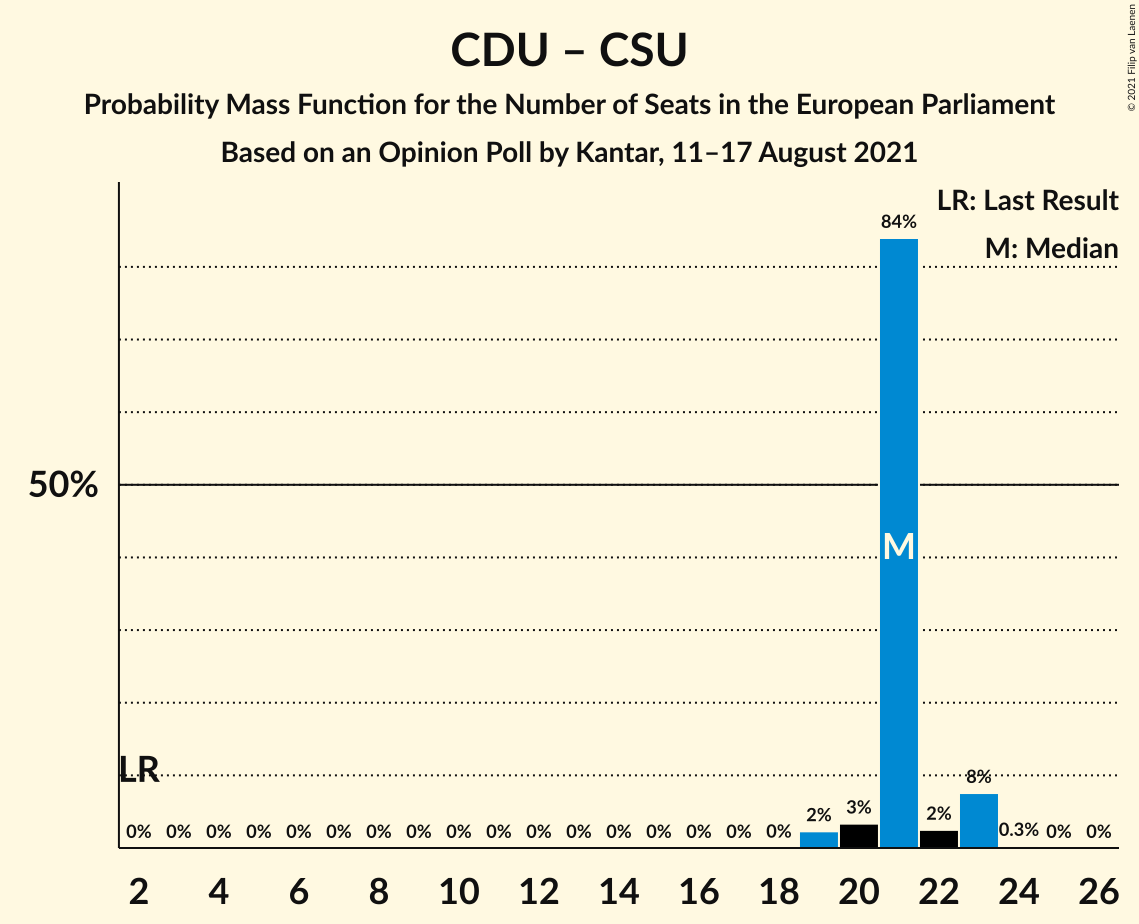 CDU – CSU
Probability Mass Function for the Number of Seats in the European Parliament
Based on an Opinion Poll by Kantar, 11–17 August 2021
© 2021 Filip van Laenen
LR: Last Result
M: Median
84%
50%
M
LR
0% 0% 0% 0% 0% 0% 0% 0% 0% 0% 0% 0% 0% 0% 0% 0% 0% 2% 3% 2% 8% 0.3% 0% 0%
2 4 6 8 10 12 14 16 18 20 22 24 26